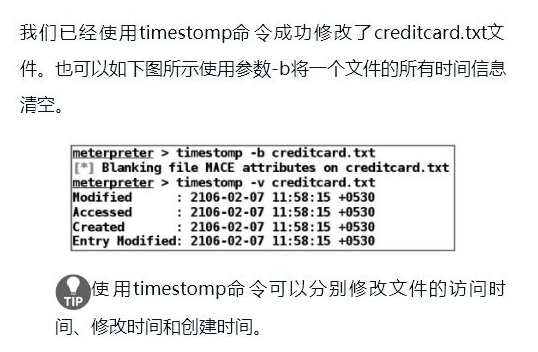 我们已经使用timestomp命令成功修改了creditcard.txt文
件。也可以如下图所示使用参数-b将一个文件的所有时间信息
清空。
meterpreter > timestomp -b creditcard.txt
[*] Blanking file MACE attributes on creditcard.txt
meterpreter > timestomp -v creditcard.txt
Modified      : 2106-02-07 11:58:15 +0530
Accessed      : 2106-02-07 11:58:15 +0530
Created       : 2106-02-07 11:58:15 +0530
Entry Modified: 2106-02-07 11:58:15 +0530
TIP
使用timestomp命令可以分别修改文件的访问时
间、修改时间和创建时间。